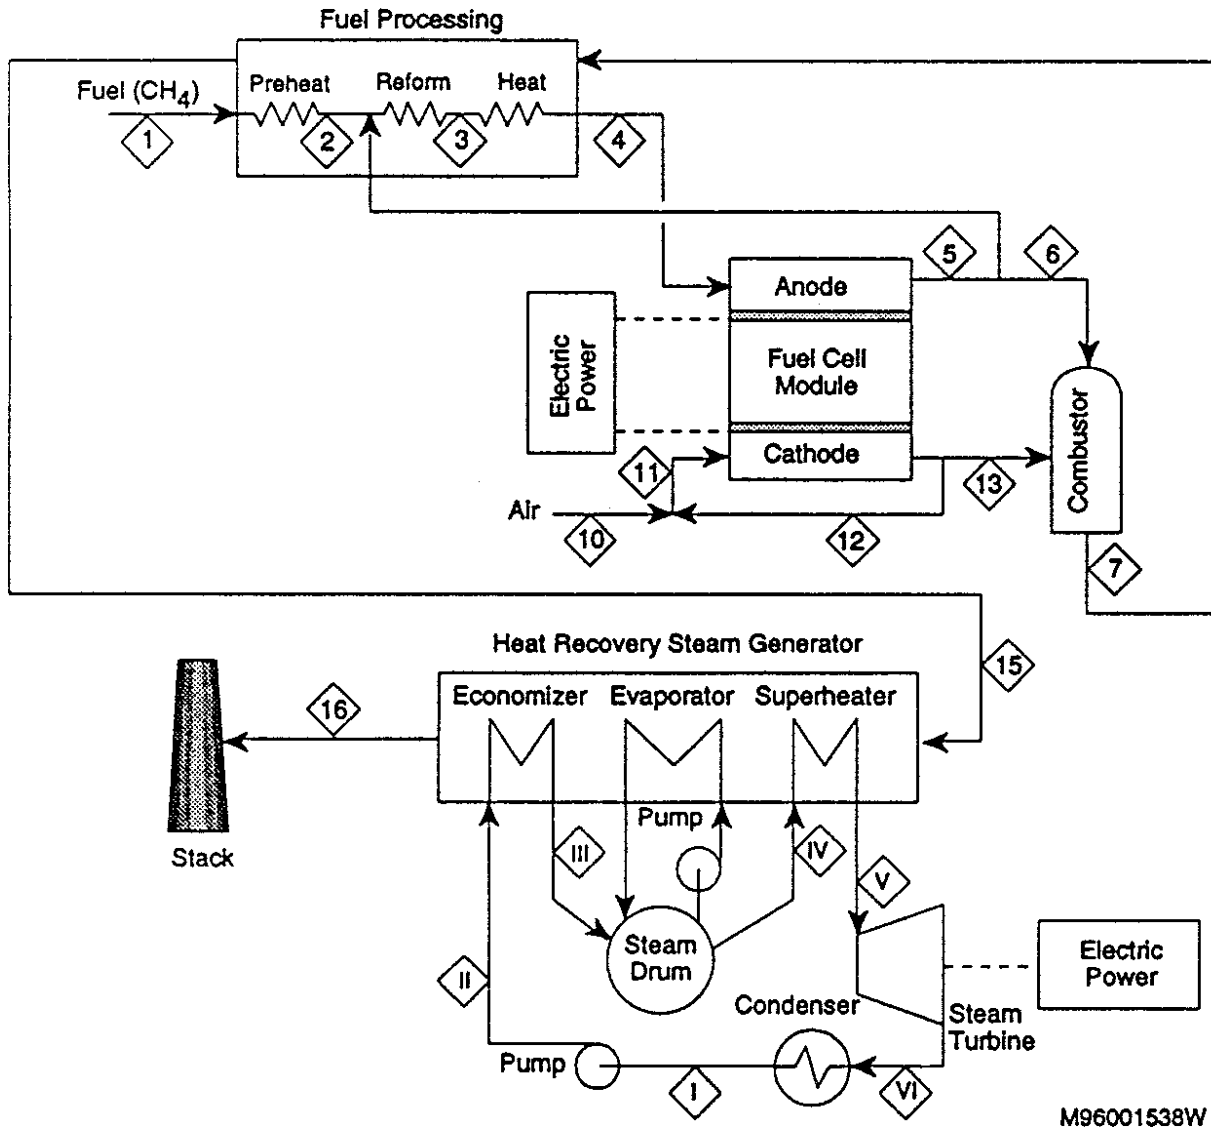 Fuel Processing
Preheat Reform Heat
Fuel (CH4)
1
2
3
4
5
6
Anode
Electric
Power
Fuel Cell
Module
Cathode
Combustor
11
13
Air
10
12
7
Heat Recovery Steam Generator
15
Economizer Evaporator Superheater
16
Pump
Stack
III
IV
V
Steam
Drum
Electric
Power
II
Condenser
Steam
Turbine
Pump
I
VI
M96001538W